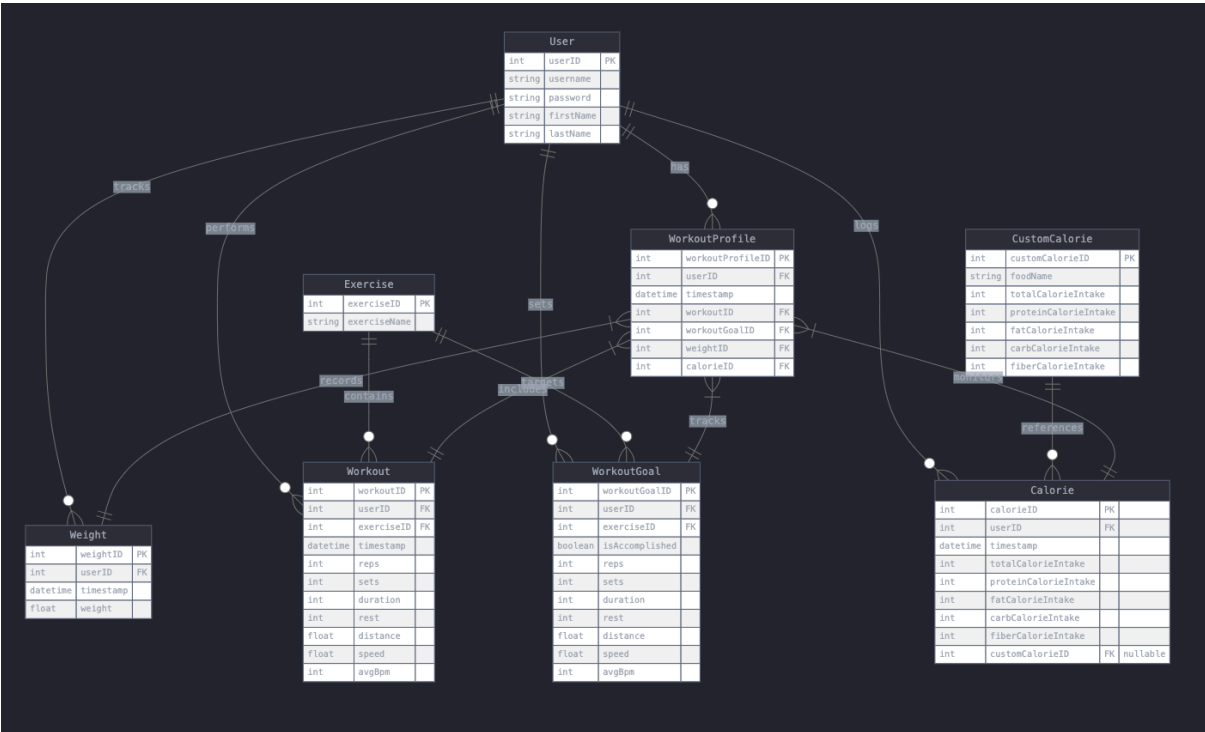 User
int userID PK
string username
string password
string firstName
string lastName
tracks
performs
has
logs
sets
WorkoutProfile
int workoutProfileID PK
int userID FK
datetime timestamp
int workoutID FK
int workoutGoalID FK
int weightID FK
int calorieID FK
CustomCalorie
int customCalorieID PK
string foodName
int totalCalorieIntake
int proteinCalorieIntake
int fatCalorieIntake
int carbCalorieIntake
int fiberCalorieIntake
Exercise
int exerciseID PK
string exerciseName
records
contains
includes
targets
tracks
monitors
references
Weight
int weightID PK
int userID FK
datetime timestamp
float weight
Workout
int workoutID PK
int userID FK
int exerciseID FK
datetime timestamp
int reps
int sets
int duration
int rest
float distance
float speed
int avgBpm
WorkoutGoal
int workoutGoalID PK
int userID FK
int exerciseID FK
boolean isAccomplished
int reps
int sets
int duration
int rest
float distance
float speed
int avgBpm
Calorie
int calorieID PK
int userID FK
datetime timestamp
int totalCalorieIntake
int proteinCalorieIntake
int fatCalorieIntake
int carbCalorieIntake
int fiberCalorieIntake
int customCalorieID FK nullable